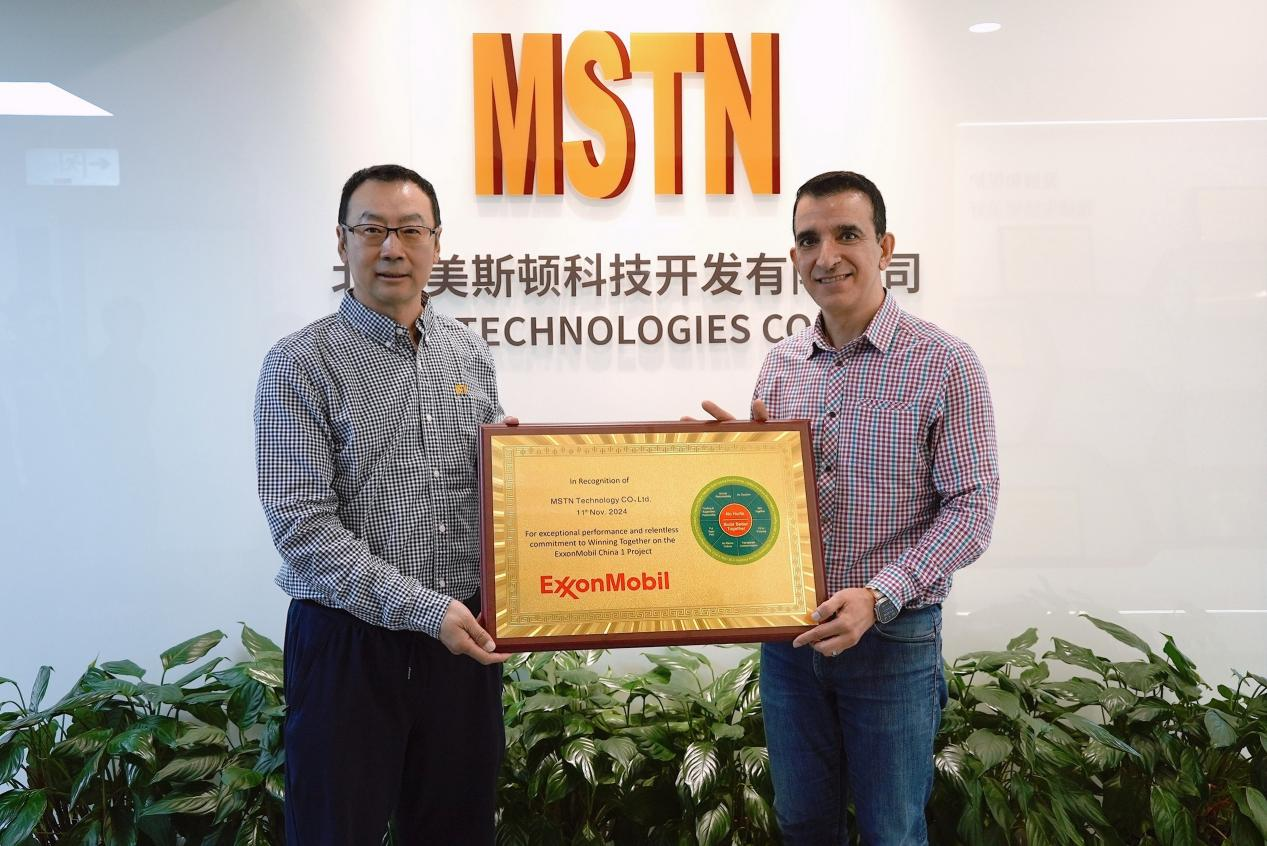 MSTN
美斯顿科技开发有
司
TECHNOLOGIES CO
In Recognition of
MSTN Technology CO.Ltd.
11st Nov. 2024
For exceptional performance and relentless
commitment to Winning Together on the
ExxonMobil China 1 Project
ExxonMobil
No Hurts
Build Better
Together